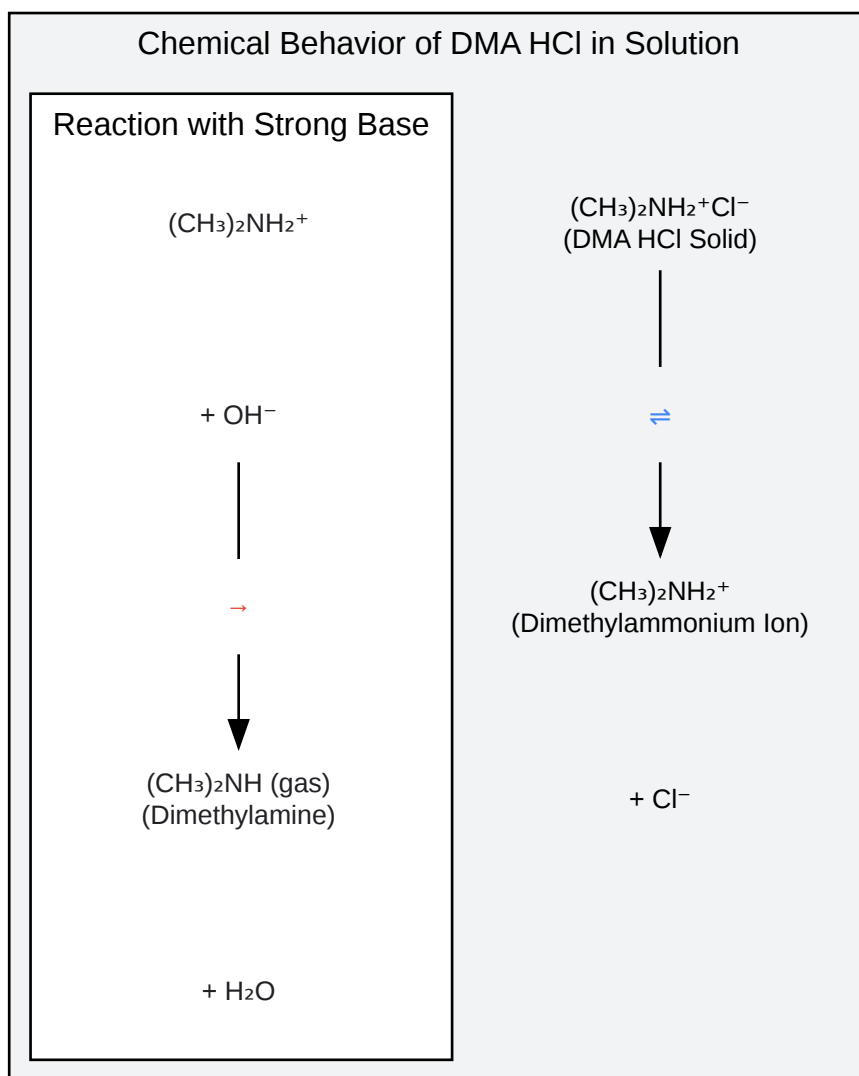 Chemical Behavior of DMA HCl in Solution
Reaction with Strong Base
(CH₃)₂NH₂⁺
+ OH⁻
→
(CH₃)₂NH (gas)
(Dimethylamine)
+ H₂O
(CH₃)₂NH₂⁺Cl⁻
(DMA HCl Solid)
⇌
(CH₃)₂NH₂⁺
(Dimethylammonium Ion)
+ Cl⁻